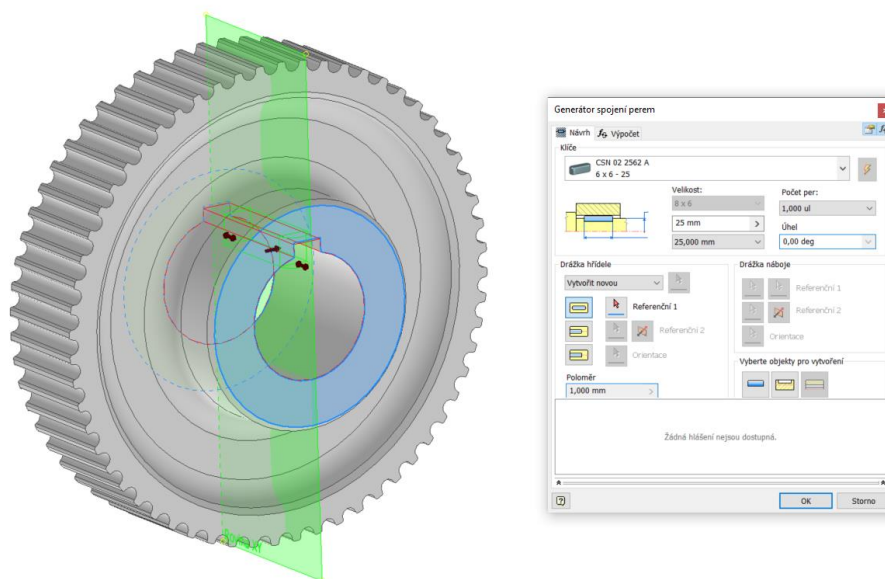 Generátor spojení perem
Návrh
Výpočet
Klíče
CSN 02 2562 A
6 x 6 - 25
Velikost:
8 x 6
25 mm
25,000 mm
Počet per:
1,000 ul
Úhel
0,00 deg
Drážka hřídele
Vytvořit novou
Referenční 1
Referenční 2
Orientace
Poloměr
1,000 mm
Drážka náboje
Referenční 1
Referenční 2
Orientace
Vyberte objekty pro vytvoření
Žádná hlášení nejsou dostupná.
OK
Storno